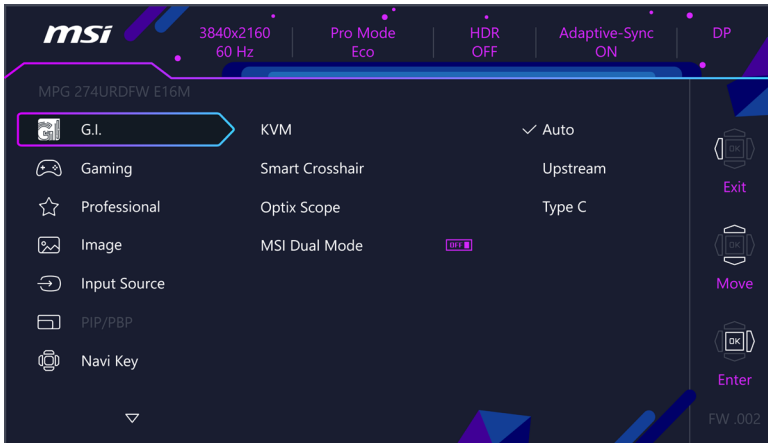 msi
3840x2160
60 Hz
Pro Mode
Eco
HDR
OFF
Adaptive-Sync
ON
DP
MPG 274URDFW E16M
G.I.
Gaming
Professional
Image
Input Source
PIP/PBP
Navi Key
KVM
Smart Crosshair
Optix Scope
MSI Dual Mode
OFF
Auto
Upstream
Type C
OK
Exit
OK
Move
OK
Enter
FW .002